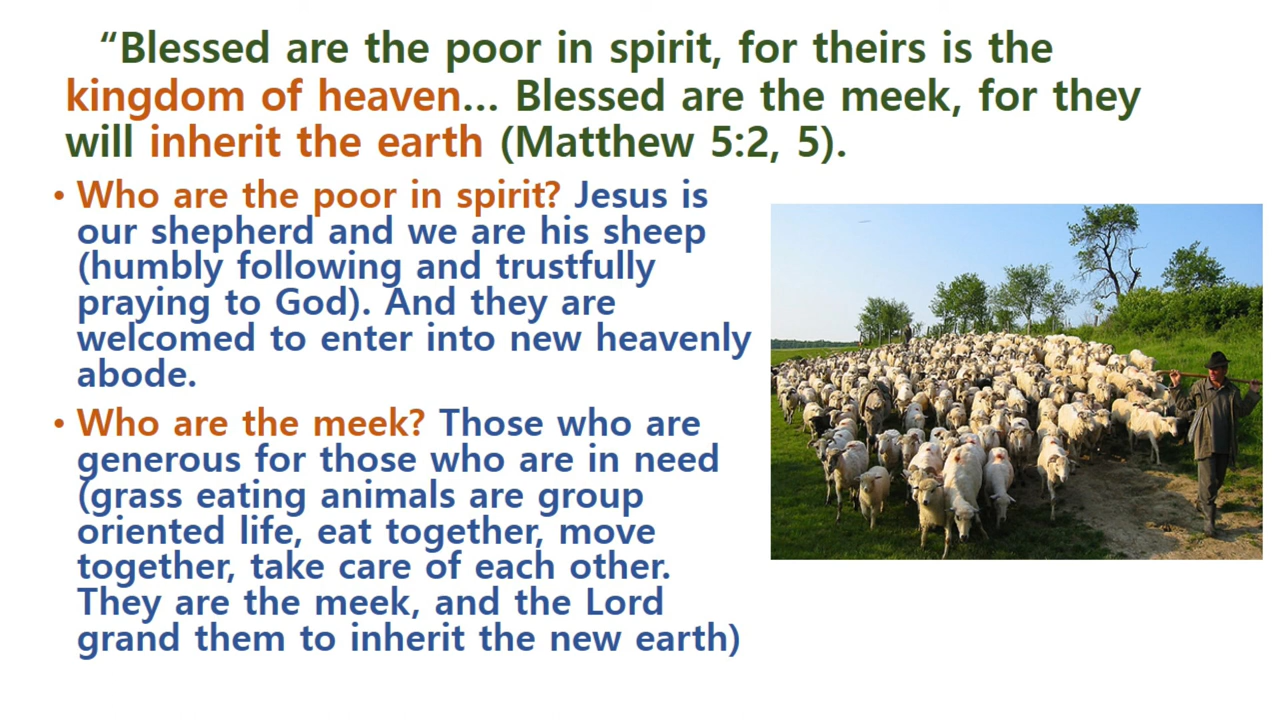 “Blessed are the poor in spirit, for theirs is the
kingdom of heaven... Blessed are the meek, for they
will inherit the earth (Matthew 5:2, 5).
• Who are the poor in spirit? Jesus is
our shepherd and we are his sheep
(humbly following and trustfully
praying to God). And they are
welcomed to enter into new heavenly
abode.
• Who are the meek? Those who are
generous for those who are in need
(grass eating animals are group
oriented life, eat together, move
together, take care of each other.
They are the meek, and the Lord
grand them to inherit the new earth)